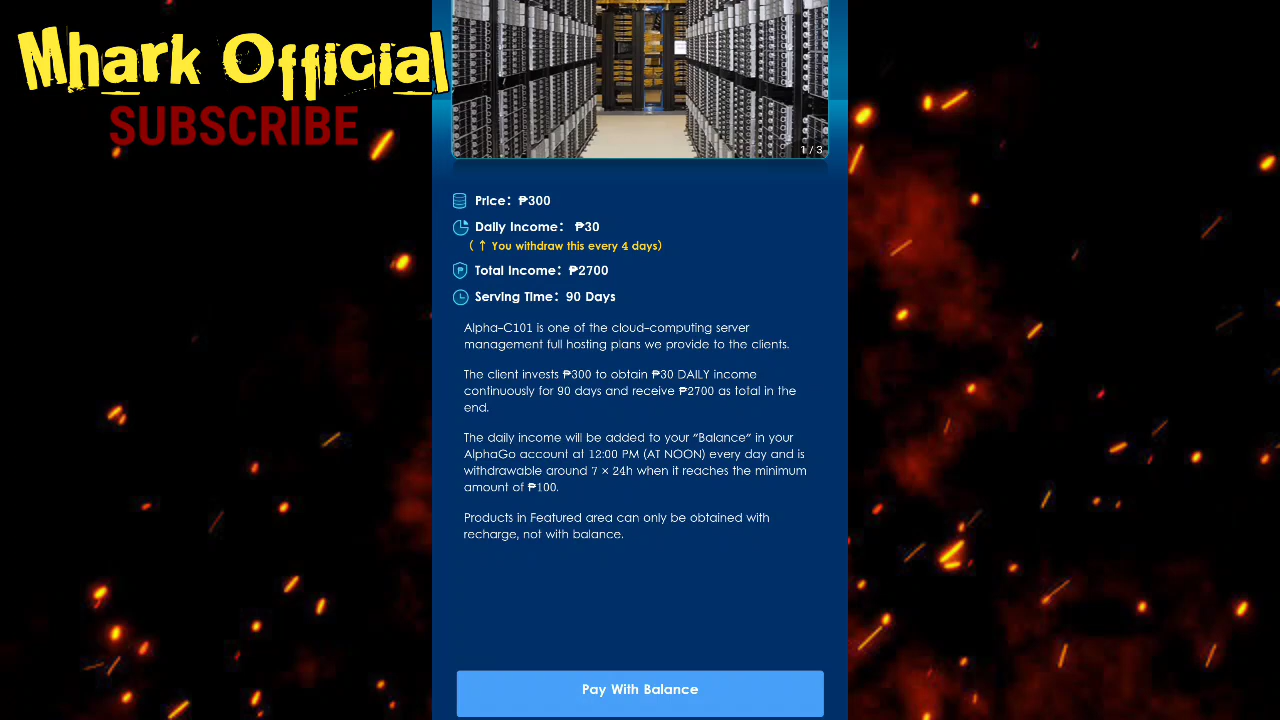 Mhark Official
SUBSCRIBE
1 / 3
Price: ₱300
Daily Income: ₱30
( ↑ You withdraw this every 4 days)
Total Income: ₱2700
Serving Time: 90 Days
Alpha-C101 is one of the cloud-computing server
management full hosting plans we provide to the clients.
The client invests ₱300 to obtain ₱30 DAILY income
continuously for 90 days and receive ₱2700 as total in the
end.
The daily income will be added to your "Balance" in your
AlphaGo account at 12:00 PM (AT NOON) every day and is
withdrawable around 7 × 24h when it reaches the minimum
amount of ₱100.
Products in Featured area can only be obtained with
recharge, not with balance.
Pay With Balance